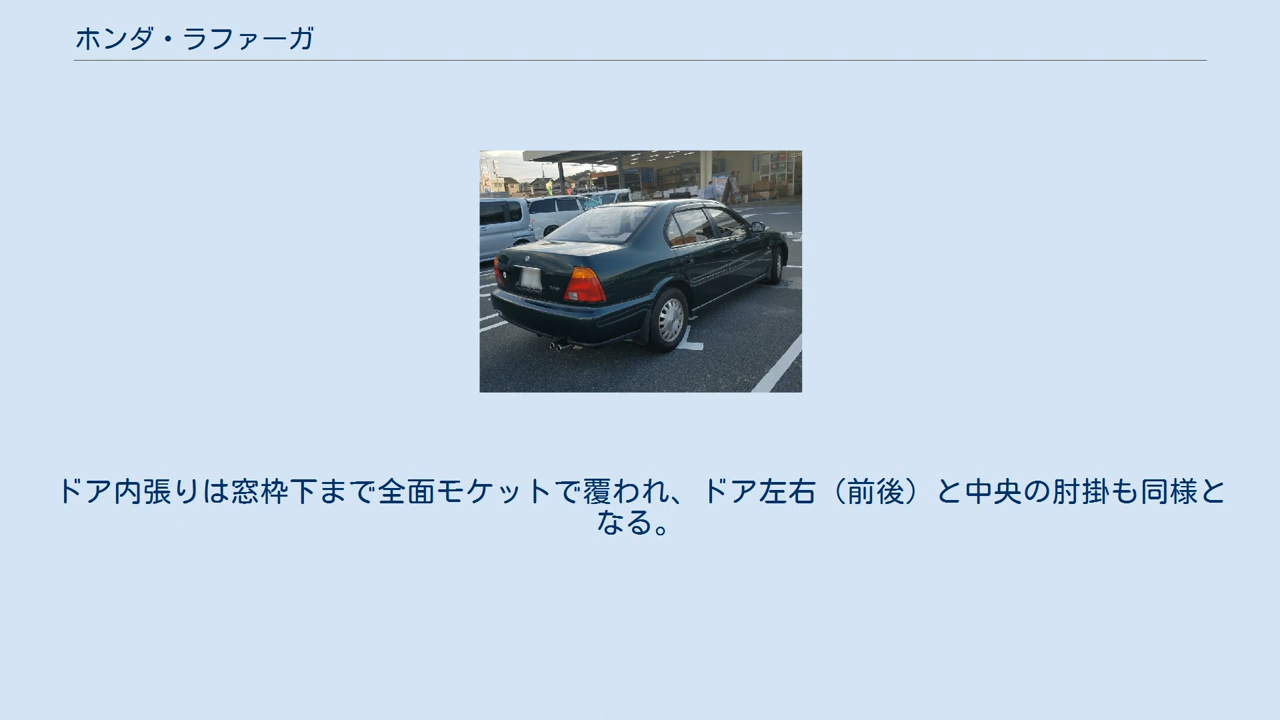 ホンダ・ラファーガ
ドア内張りは窓枠下まで全面モケットで覆われ、ドア左右（前後）と中央の肘掛も同様と
なる。